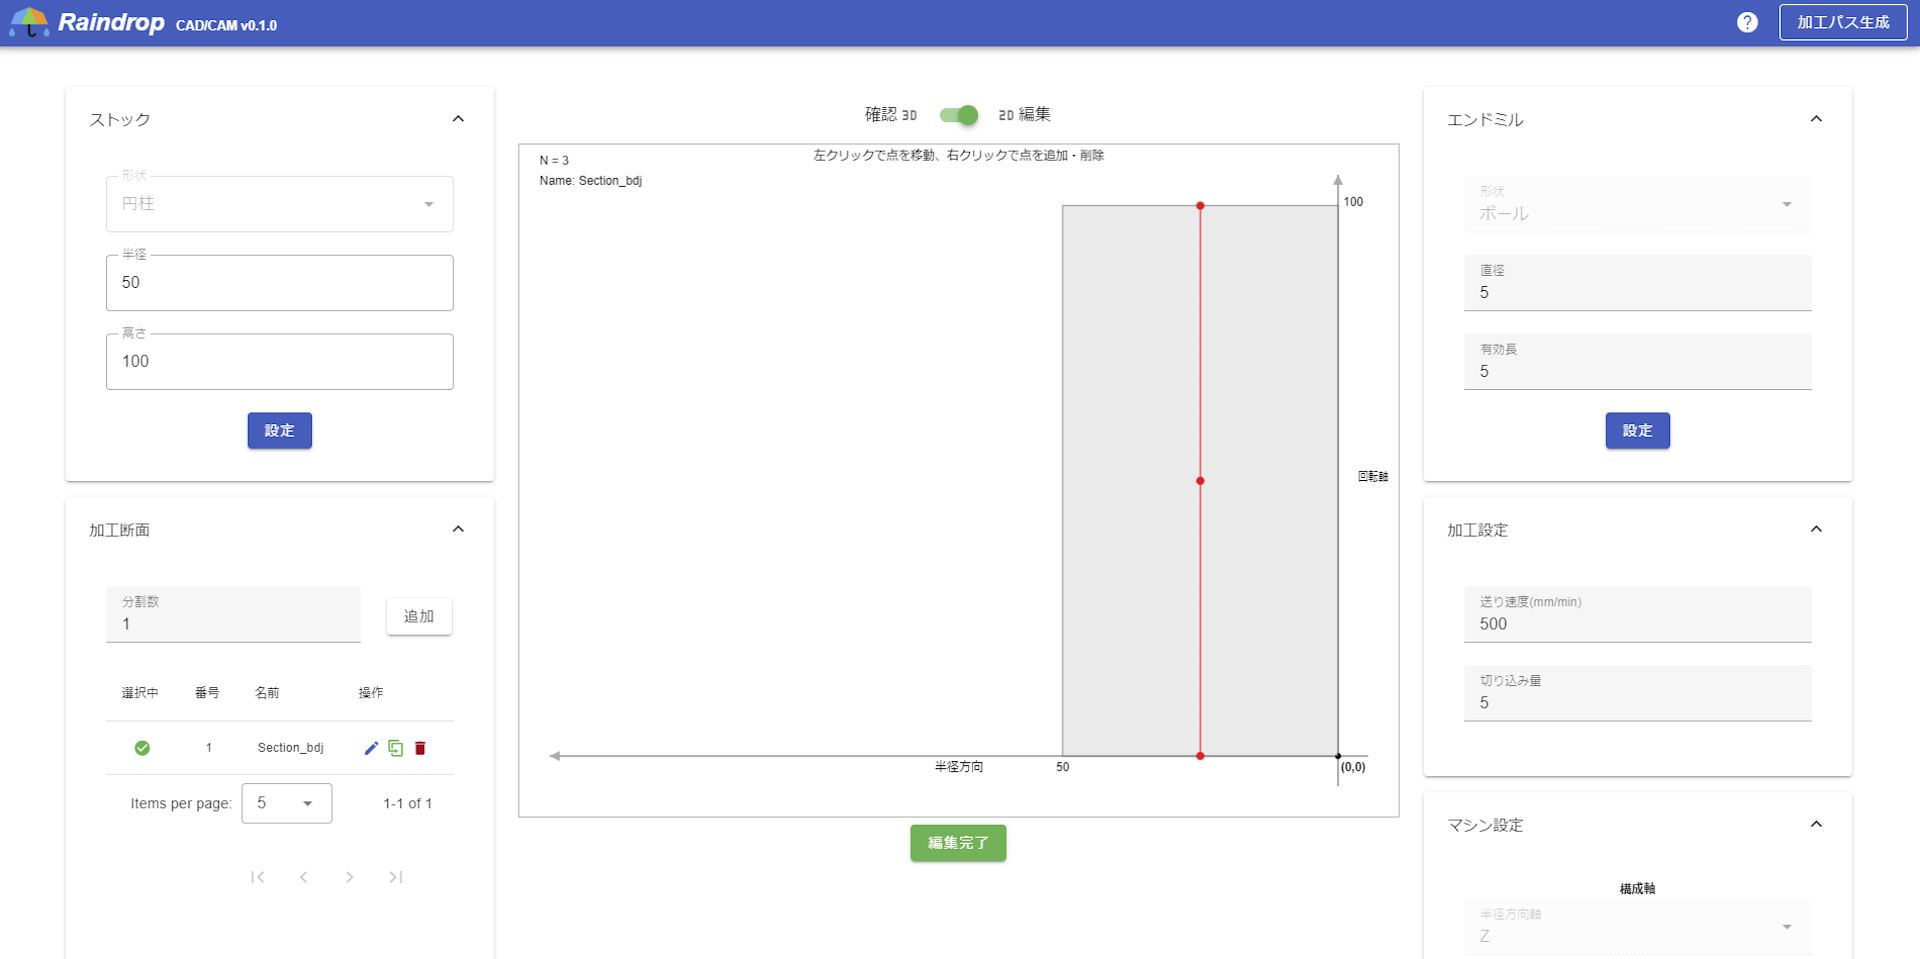 Raindrop CAD/CAM v0.1.0
?
加工パス生成
ストック
形状
円柱
半径
50
高さ
100
設定
加工断面
分割数
1
追加
選択中 番号 名前 操作
1 Section_bdj
Items per page: 5 1-1 of 1
確認 3D 2D 編集
N = 3
左クリックで点を移動、右クリックで点を追加・削除
Name: Section_bdj
100
回転軸
半径方向 50 (0,0)
編集完了
エンドミル
形状
ボール
直径
5
有効長
5
設定
加工設定
送り速度(mm/min)
500
切り込み量
5
マシン設定
構成軸
半径方向軸
Z